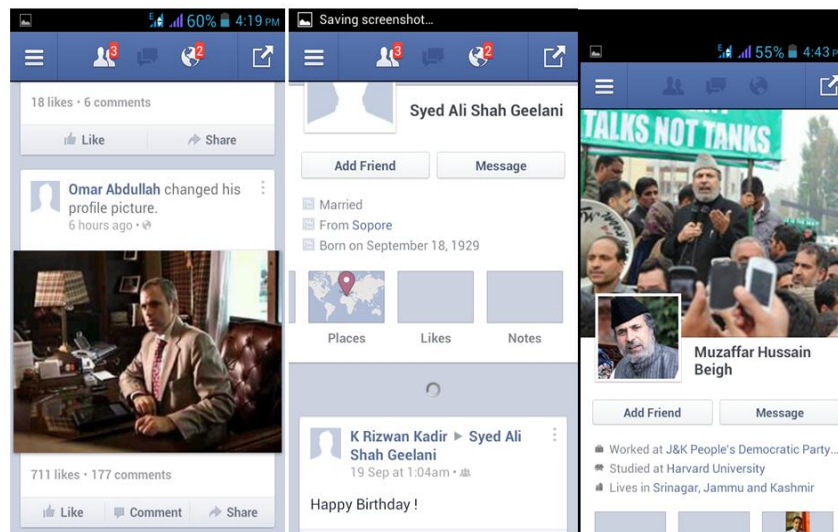 60% 4:19 PM
3
2
18 likes • 6 comments
Like
Share
Omar Abdullah changed his
profile picture.
6 hours ago •
711 likes • 177 comments
Like
Comment
Share
Saving screenshot...
3
2
Syed Ali Shah Geelani
Add Friend
Message
Married
From Sopore
Born on September 18, 1929
Places
Likes
Notes
K Rizwan Kadir ▶ Syed Ali
Shah Geelani
19 Sep at 1:04am •
Happy Birthday !
55% 4:43 P
TALKS NOT TANKS
Muzaffar Hussain
Beigh
Add Friend
Message
Worked at J&K People's Democratic Party...
Studied at Harvard University
Lives in Srinagar, Jammu and Kashmir